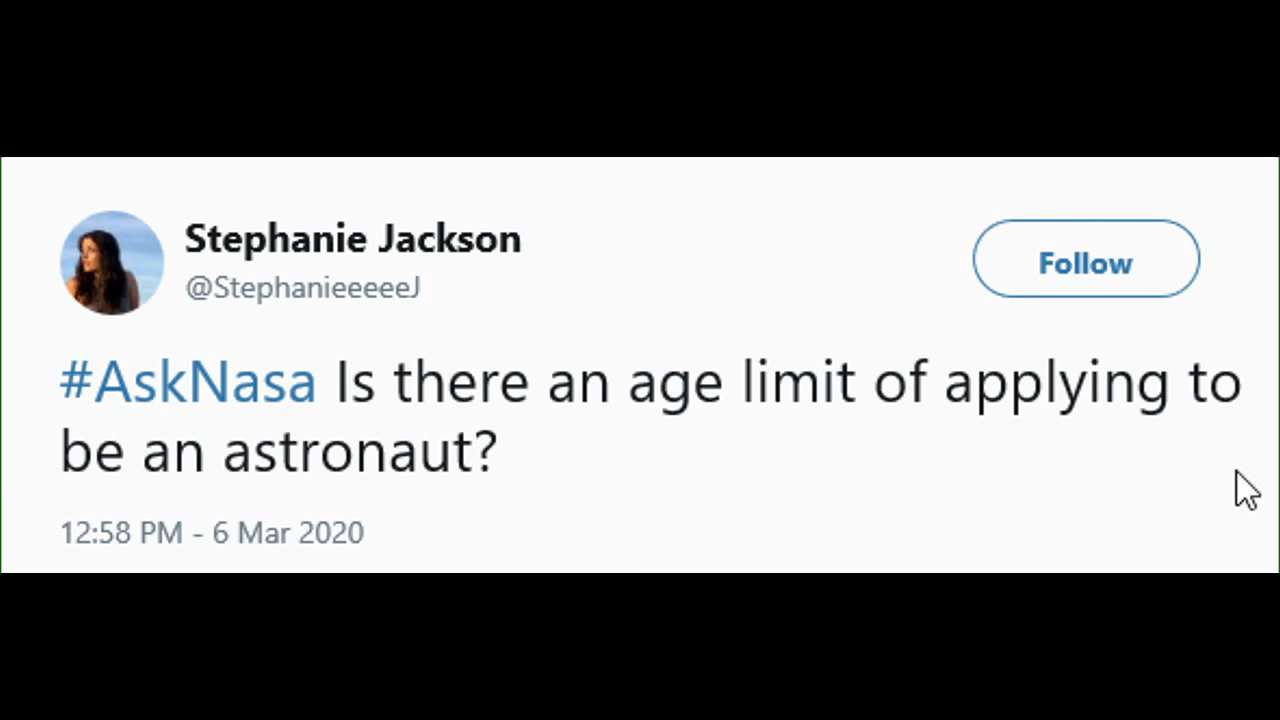 Stephanie Jackson
Follow
@StephanieeeeeJ
#AskNasa Is there an age limit of applying to
be an astronaut?
12:58 PM - 6 Mar 2020